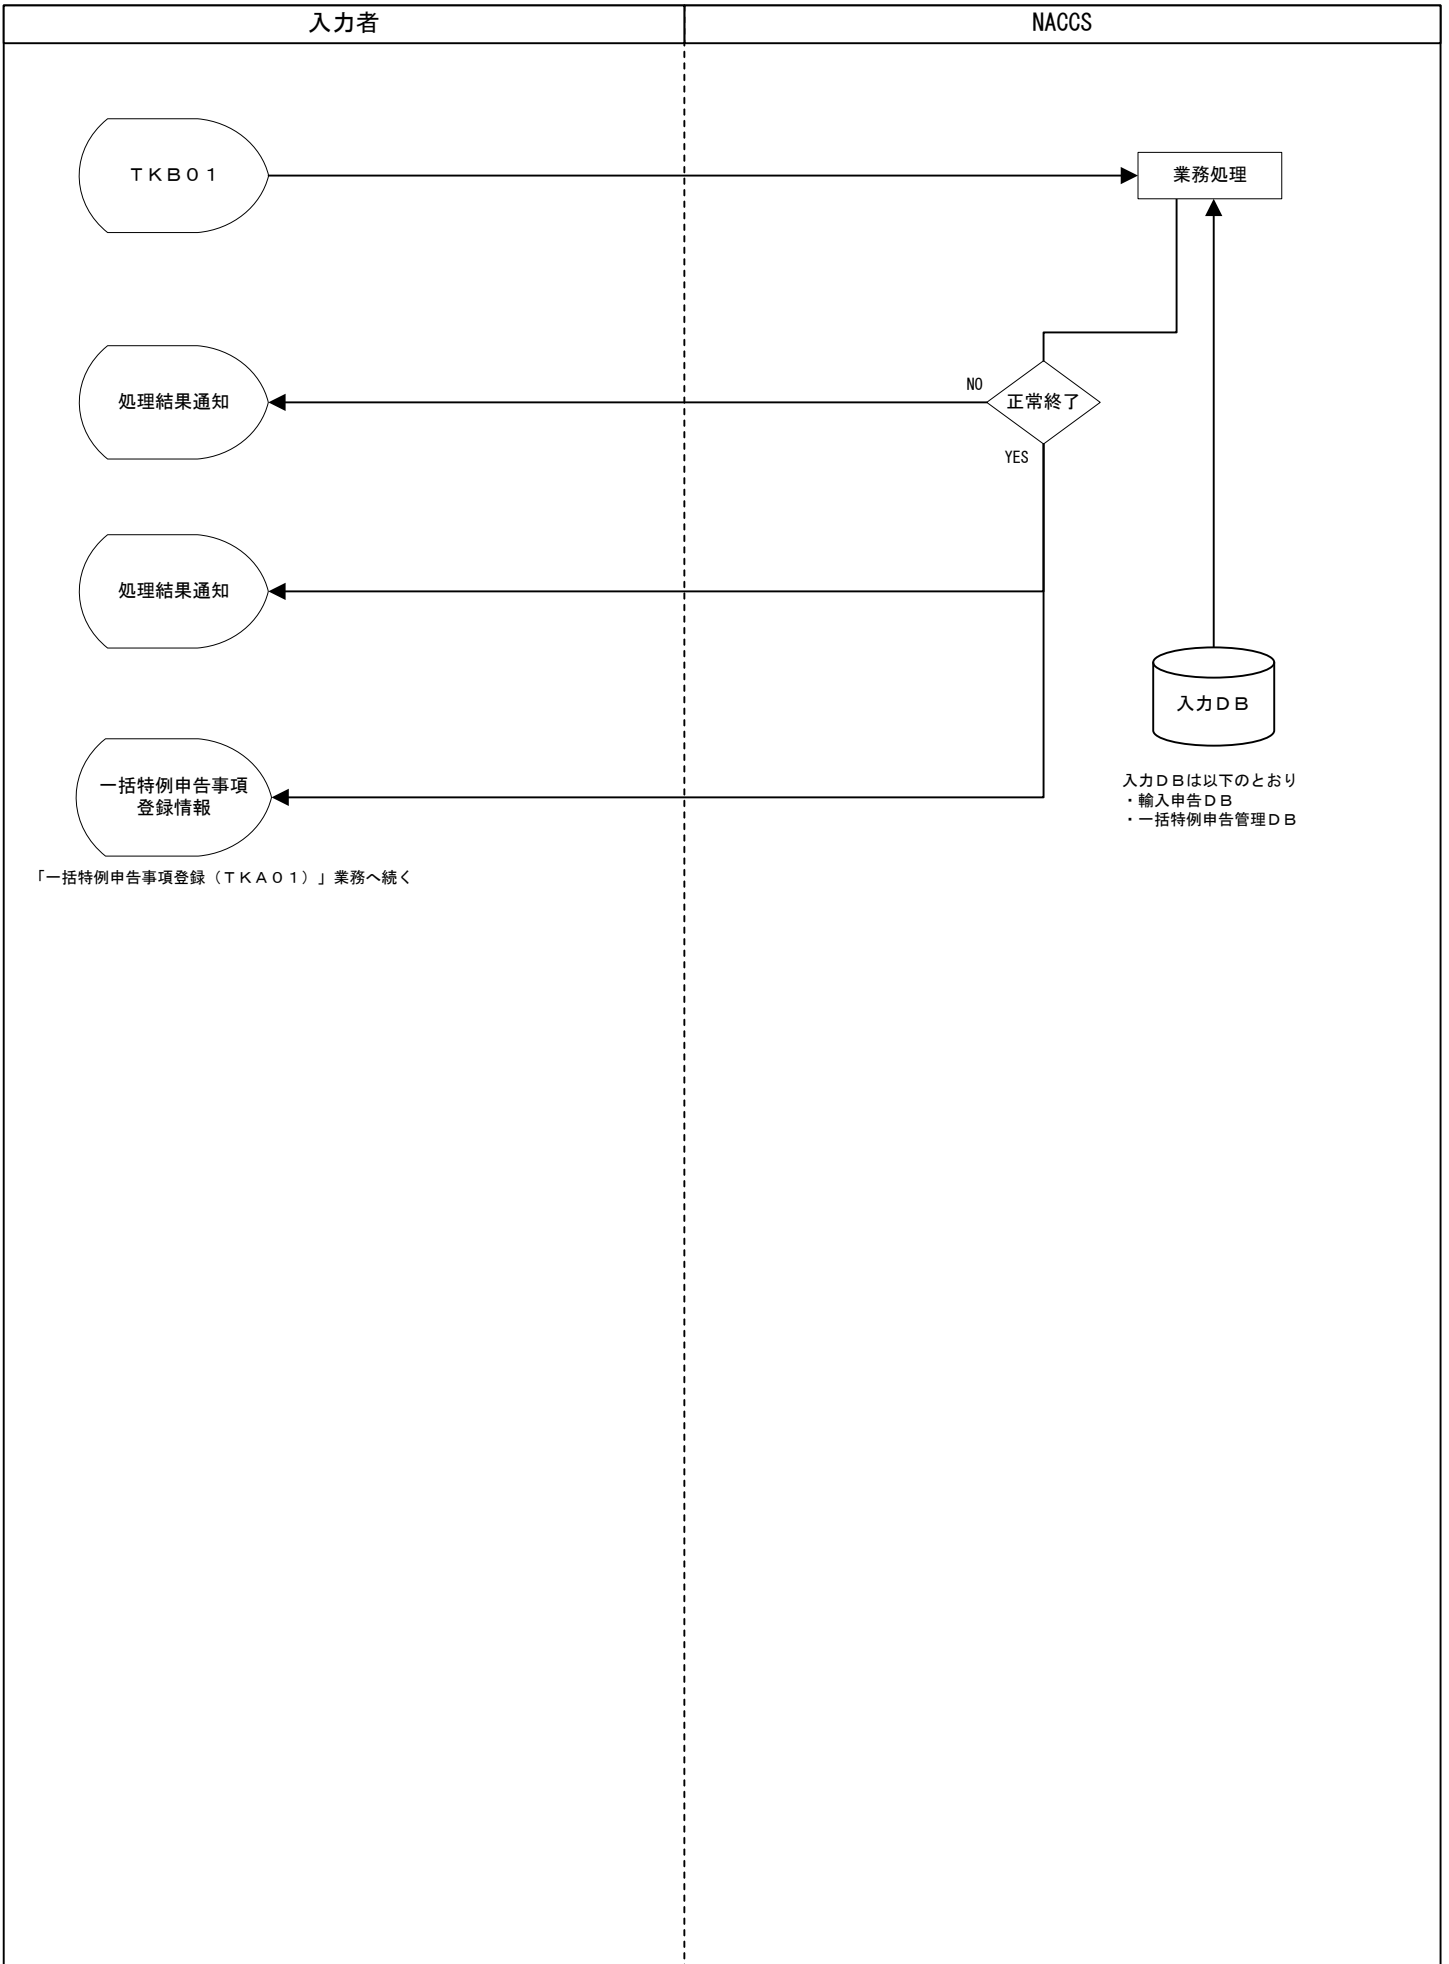 入力者
NACCS
ＴＫＢ０１
業務処理
処理結果通知
NO
正常終了
YES
処理結果通知
入力ＤＢ
一括特例申告事項
登録情報
入力ＤＢは以下のとおり
・輸入申告ＤＢ
・一括特例申告管理ＤＢ
「一括特例申告事項登録（ＴＫＡ０１）」業務へ続く